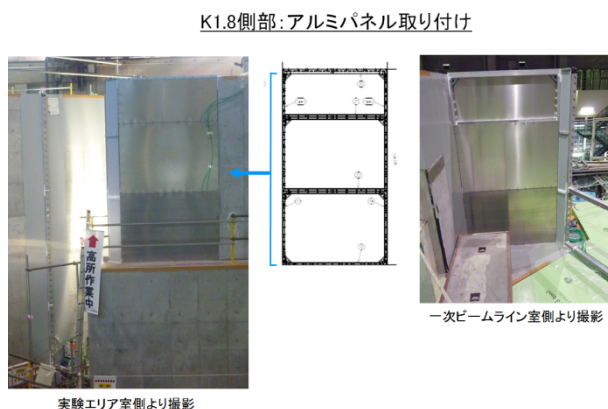 K1.8側部:アルミパネル取り付け
高所作業中
一次ビームライン室側より撮影
実験エリア室側より撮影